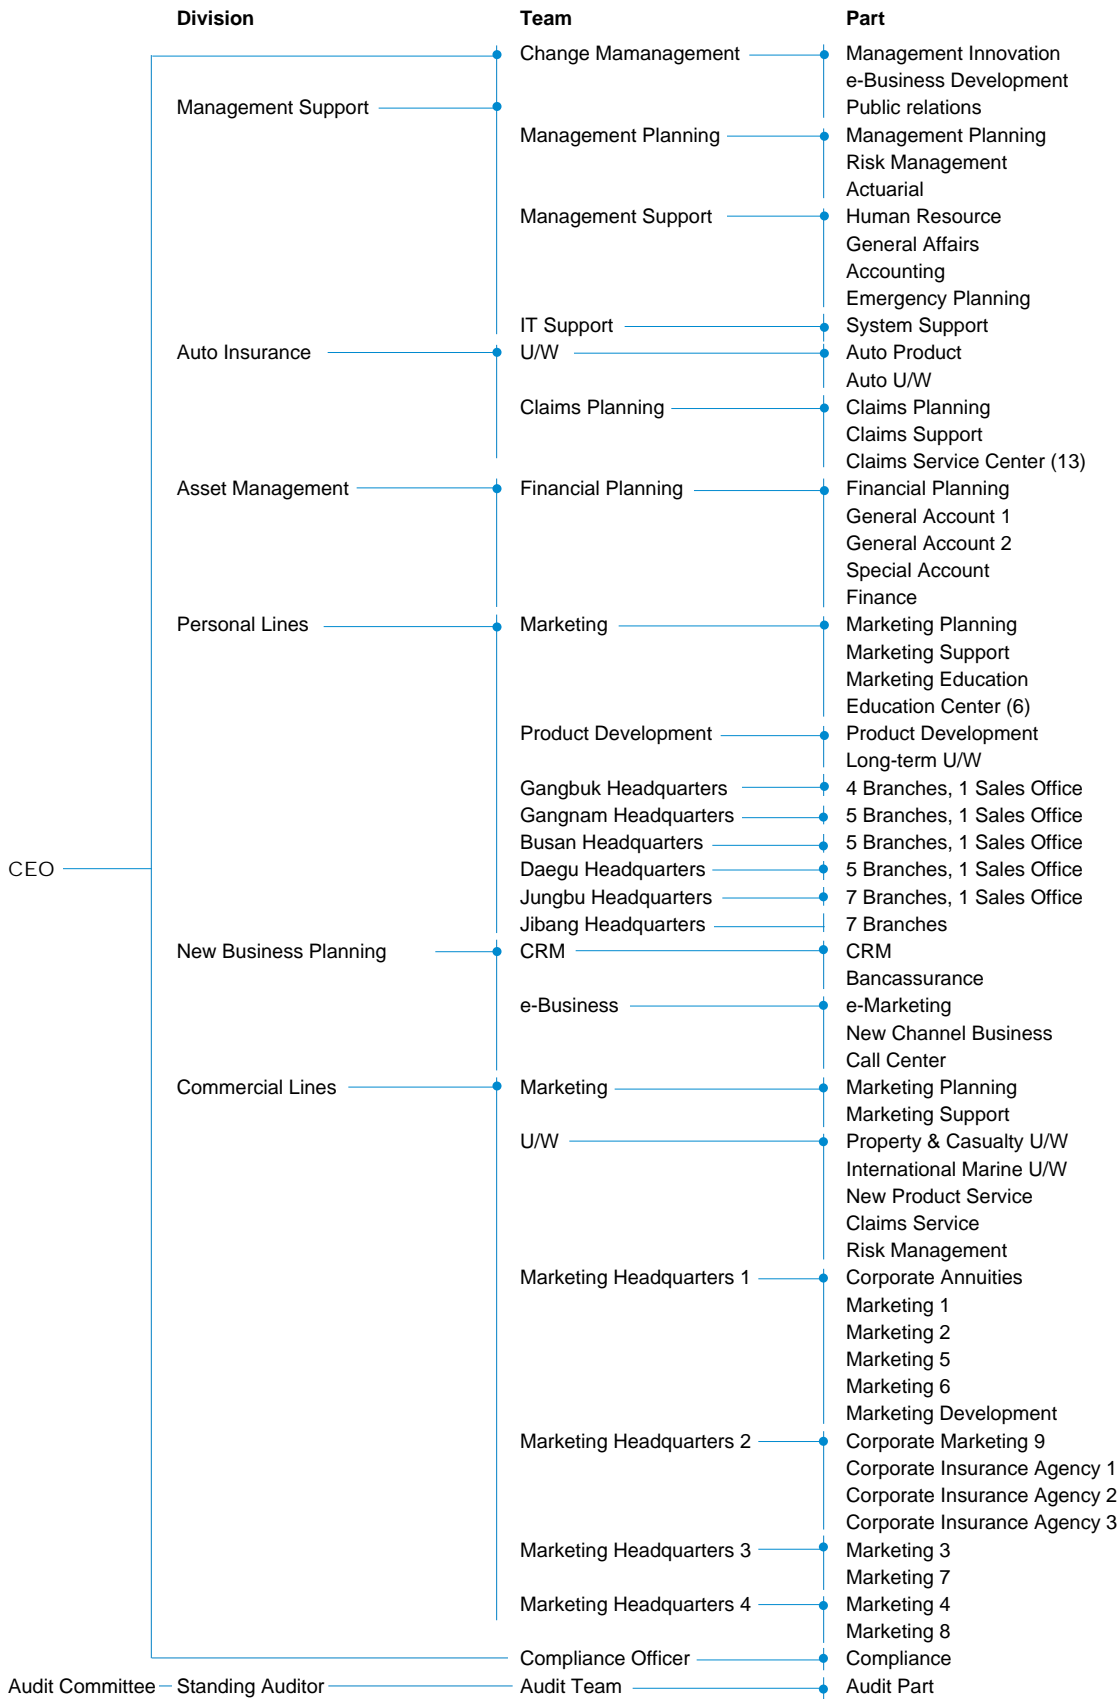 Division Team Part
Change Mamanagement Management Innovation
e-Business Development
Management Support Public relations
Management Planning Management Planning
Risk Management
Actuarial
Management Support Human Resource
General Affairs
Accounting
Emergency Planning
IT Support System Support
Auto Insurance U/W Auto Product
Auto U/W
Claims Planning Claims Planning
Claims Support
Claims Service Center (13)
Asset Management Financial Planning Financial Planning
General Account 1
General Account 2
Special Account
Finance
Personal Lines Marketing Marketing Planning
Marketing Support
Marketing Education
Education Center (6)
Product Development Product Development
Long-term U/W
Gangbuk Headquarters 4 Branches, 1 Sales Office
Gangnam Headquarters 5 Branches, 1 Sales Office
Busan Headquarters 5 Branches, 1 Sales Office
CEO Daegu Headquarters 5 Branches, 1 Sales Office
Jungbu Headquarters 7 Branches, 1 Sales Office
Jibang Headquarters 7 Branches
New Business Planning CRM CRM
Bancassurance
e-Business e-Marketing
New Channel Business
Call Center
Commercial Lines Marketing Marketing Planning
Marketing Support
U/W Property & Casualty U/W
International Marine U/W
New Product Service
Claims Service
Risk Management
Marketing Headquarters 1 Corporate Annuities
Marketing 1
Marketing 2
Marketing 5
Marketing 6
Marketing Development
Marketing Headquarters 2 Corporate Marketing 9
Corporate Insurance Agency 1
Corporate Insurance Agency 2
Corporate Insurance Agency 3
Marketing Headquarters 3 Marketing 3
Marketing 7
Marketing Headquarters 4 Marketing 4
Marketing 8
Compliance Officer Compliance
Audit Committee Standing Auditor Audit Team Audit Part